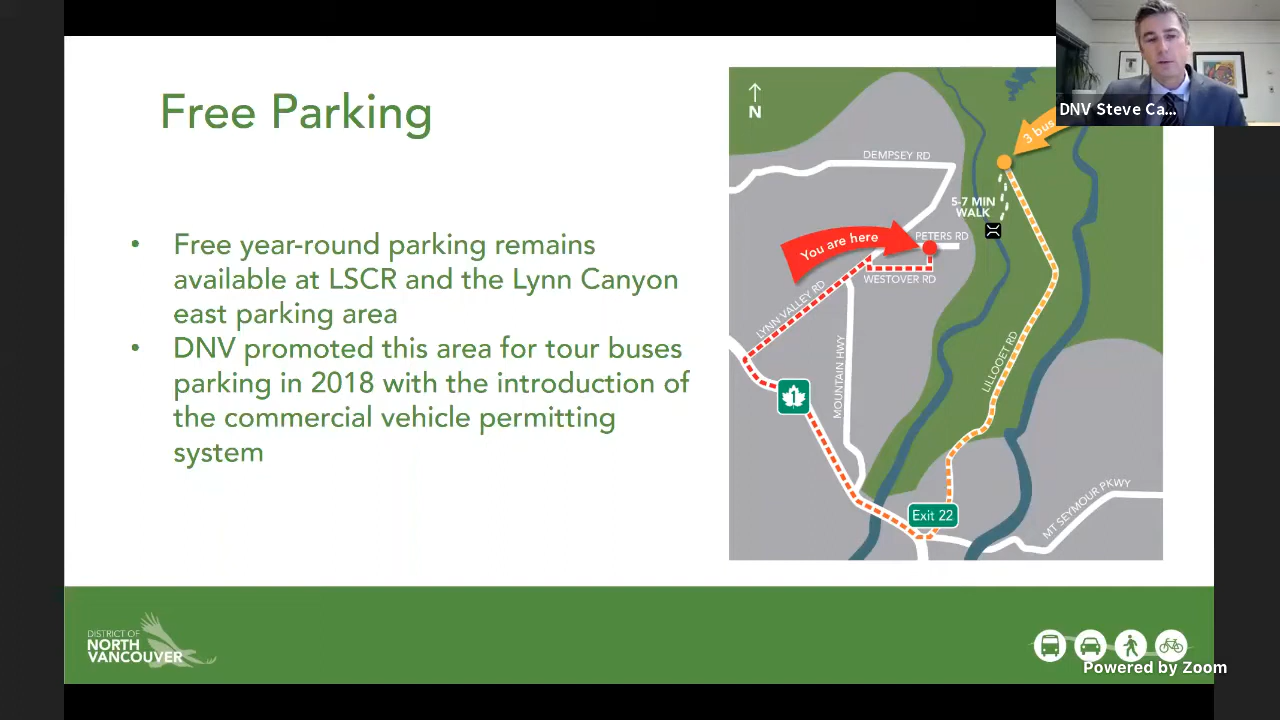 Free Parking
• Free year-round parking remains
available at LSCR and the Lynn Canyon
east parking area
• DNV promoted this area for tour buses
parking in 2018 with the introduction of
the commercial vehicle permitting
system
N
DEMPSEY RD
5-7 MIN
WALK
3 bus
You are here
PETERS RD
WESTOVER RD
LYNN VALLEY RD
MOUNTAIN HWY
LILLOOET RD
1
Exit 22
MT SEYMOUR PKWY
DNV Steve Ca...
DISTRICT OF
NORTH
VANCOUVER
Powered by Zoom